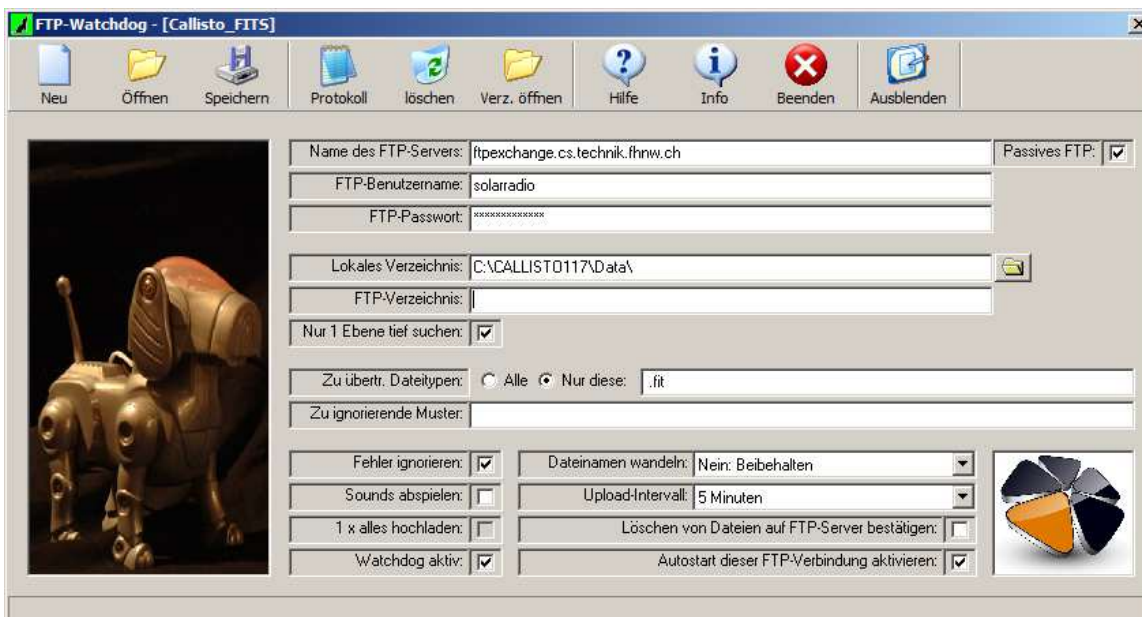 FTP-Watchdog - [Callisto_FITS]
Neu Öffnen Speichern Protokoll löschen Verz. öffnen Hilfe Info Beenden Ausblenden
Name des FTP-Servers: ftpexchange.cs.technik.fhnw.ch Passives FTP:
FTP-Benutzername: solarradio
FTP-Passwort: *************
Lokales Verzeichnis: C:\CALLISTO117\Data\
FTP-Verzeichnis:
Nur 1 Ebene tief suchen:
Zu übertr. Dateitypen: Alle Nur diese: .fit
Zu ignorierende Muster:
Fehler ignorieren: Dateinamen wandeln: Nein: Beibehalten
Sounds abspielen: Upload-Intervall: 5 Minuten
1 x alles hochladen: Löschen von Dateien auf FTP-Server bestätigen:
Watchdog aktiv: Autostart dieser FTP-Verbindung aktivieren: